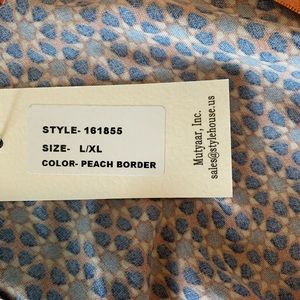 STYLE- 161855
SIZE- L/XL
COLOR- PEACH BORDER
Mutyaar, Inc.
sales@stylehouse.us